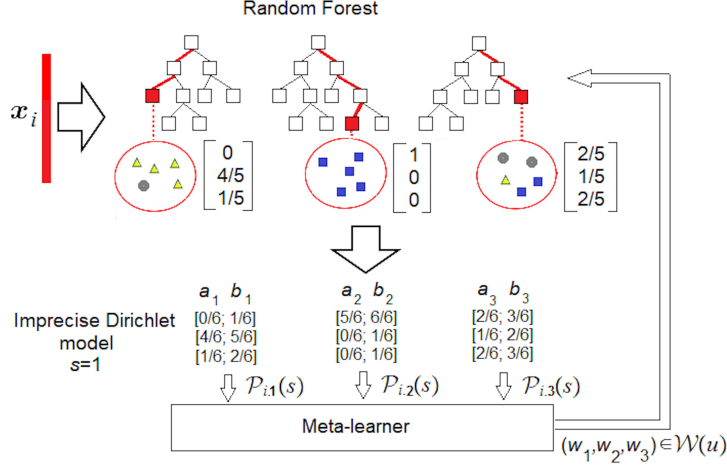 Random Forest
x_i
0
4/5
1/5
1
0
0
2/5
1/5
2/5
a_1 b_1
[0/6; 1/6]
[4/6; 5/6]
[1/6; 2/6]
a_2 b_2
[5/6; 6/6]
[0/6; 1/6]
[0/6; 1/6]
a_3 b_3
[2/6; 3/6]
[1/6; 2/6]
[2/6; 3/6]
Imprecise Dirichlet
model
s=1
𝒫_{i.1}(s)
𝒫_{i.2}(s)
𝒫_{i.3}(s)
Meta-learner
(w_1,w_2,w_3)∈𝒲(u)